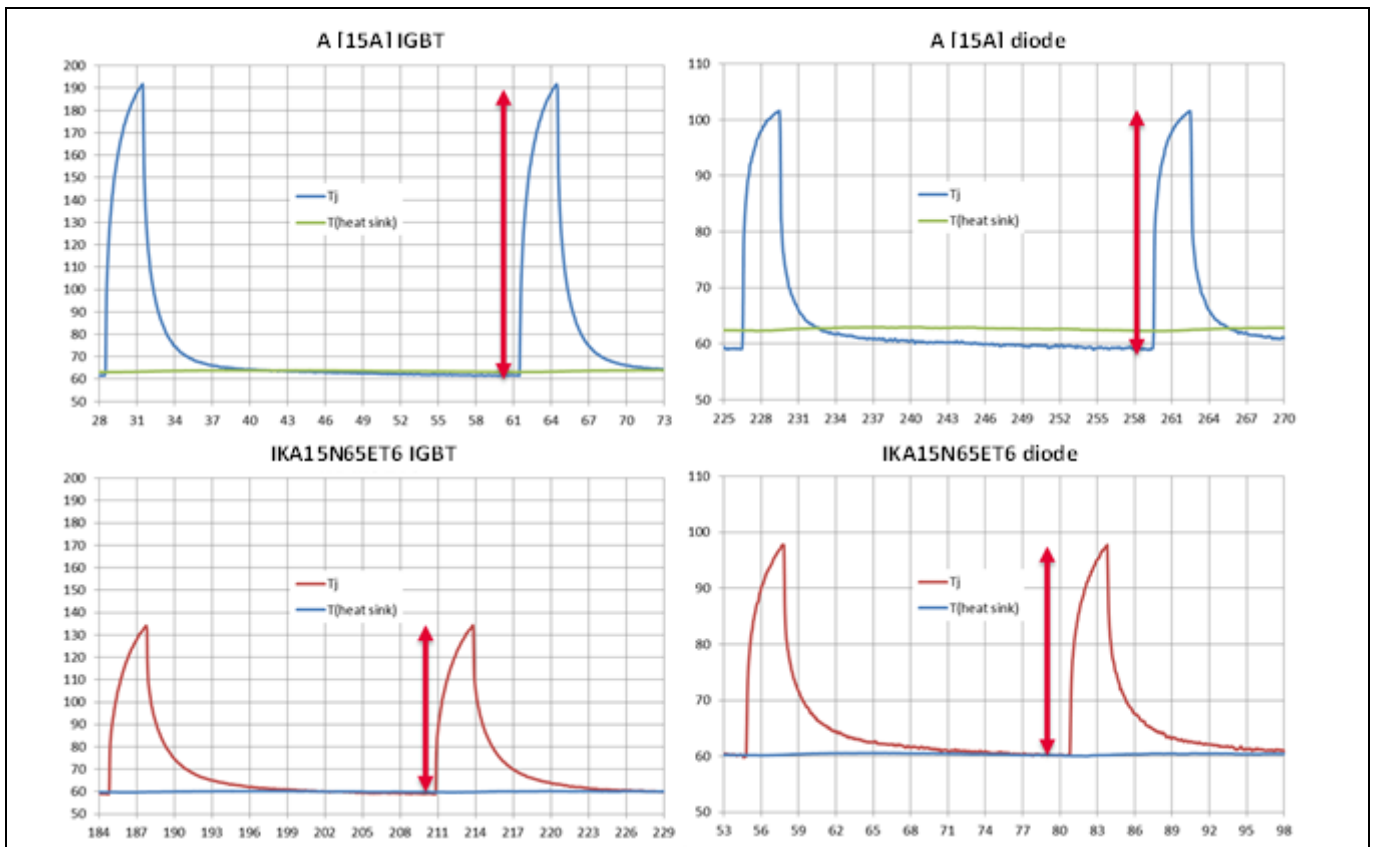 A [15A] IGBT
200
190
180
170
160
150
140
130
120
110
100
90
80
70
60
50
Tj
T(heat sink)
28 31 34 37 40 43 46 49 52 55 58 61 64 67 70 73
A [15A] diode
110
100
90
80
70
60
50
Tj
T(heat sink)
225 228 231 234 237 240 243 246 249 252 255 258 261 264 267 270
IKA15N65ET6 IGBT
200
190
180
170
160
150
140
130
120
110
100
90
80
70
60
50
Tj
T(heat sink)
184 187 190 193 196 199 202 205 208 211 214 217 220 223 226 229
IKA15N65ET6 diode
110
100
90
80
70
60
50
Tj
T(heat sink)
53 56 59 62 65 68 71 74 77 80 83 86 89 92 95 98